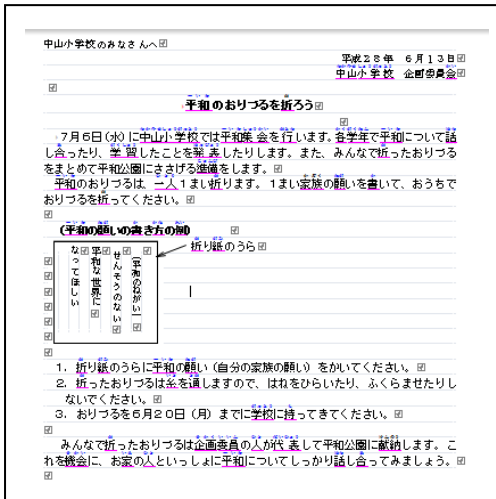 中山小学校のみなさんへ
平成28年 6月13日
中山小学校 企画委員会
平和のおりづるを折ろう
7月6日(水)に中山小学校では平和集会を行います。各学年で平和について話
し合ったり、学習したことを発表したりします。また、みんなで折ったおりづる
をまとめて平和公園にささげる準備をします。
平和のおりづるは、一人1まい折ります。1まい家族の願いを書いて、おうちで
おりづるを折ってください。
(平和の願いの書き方の例)
折り紙のうら
(平和のねがい)
せんそうのない
平和な世界に
なってほしい
1. 折り紙のうらに平和の願い(自分の家族の願い)をかいてください。
2. 折ったおりづるは糸を通しますので、はねをひらいたり、ふくらませたりし
ないでください。
3. おりづるを6月20日(月)までに学校に持ってきてください。
みんなで折ったおりづるは企画委員の人が代表して平和公園に献納します。こ
れを機会に、お家の人といっしょに平和についてしっかり話し合ってみましょう。